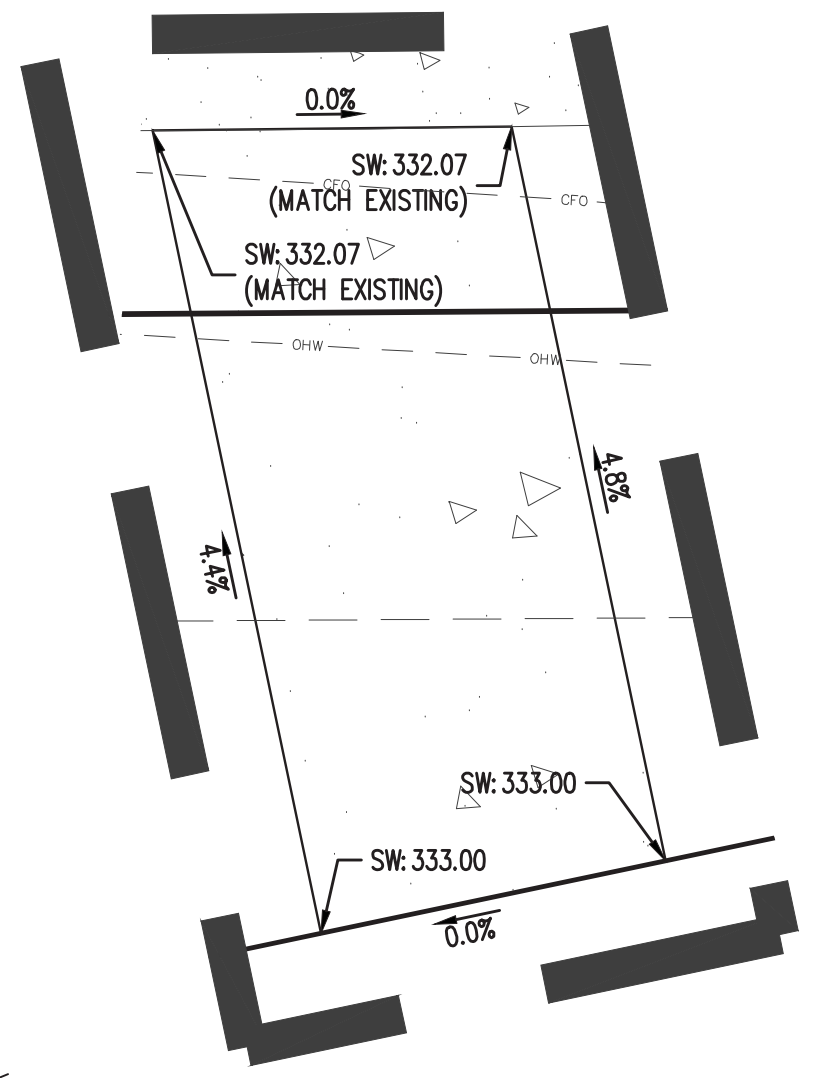 0.0%
SW: 332.07
CFO
(MATCH EXISTING)
CFO
SW: 332.07
(MATCH EXISTING)
OHW
OHW
4.8%
4.4%
SW: 333.00
SW: 333.00
0.0%